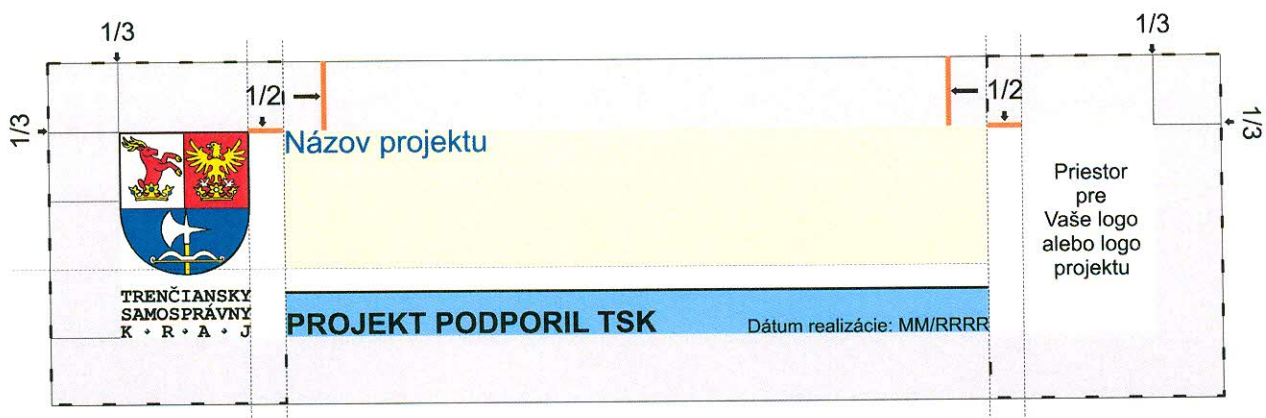 1/3
1/3
1/2
1/2
1/3
1/3
Názov projektu
Priestor
pre
Vaše logo
alebo logo
projektu
TRENČIANSKY
SAMOSPRÁVNY
K • R • A • J
PROJEKT PODPORIL TSK
Dátum realizácie: MM/RRRR